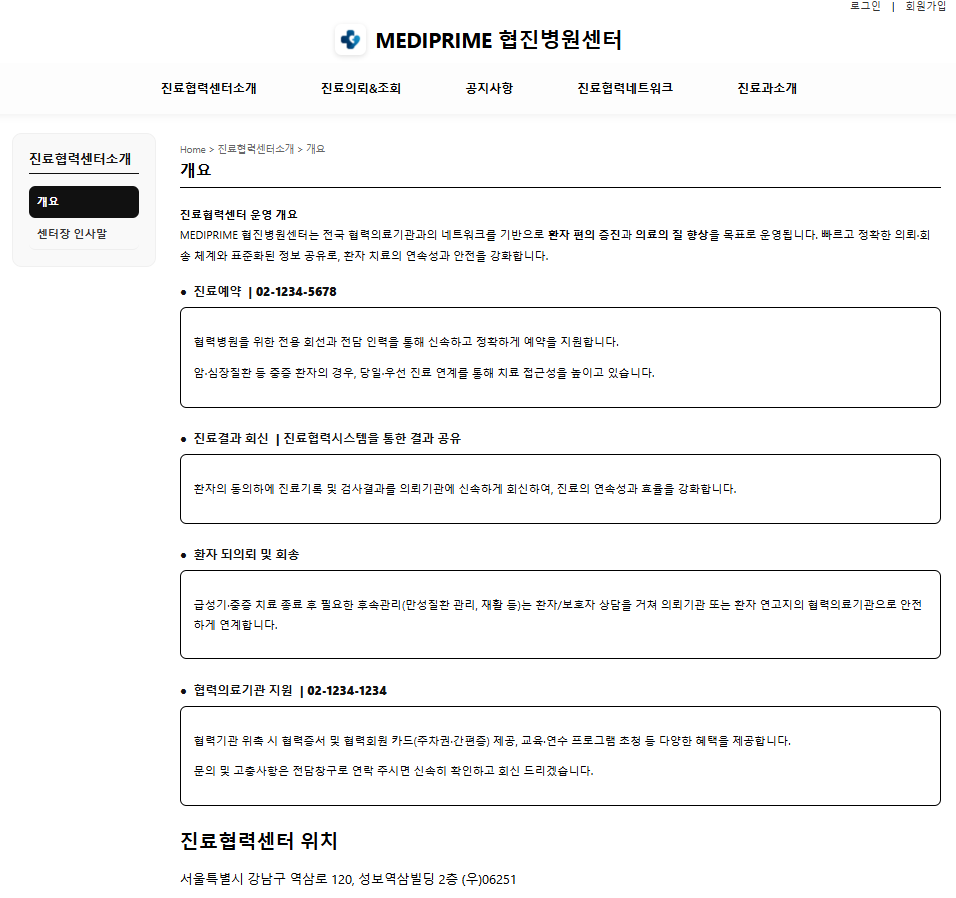 로그인 | 회원가입
MEDIPRIME 협진병원센터
진료협력센터소개 진료의뢰&조회 공지사항 진료협력네트워크 진료과소개
진료협력센터소개
개요
센터장 인사말
Home > 진료협력센터소개 > 개요
개요
진료협력센터 운영 개요
MEDIPRIME 협진병원센터는 전국 협력의료기관과의 네트워크를 기반으로 환자 편의 증진과 의료의 질 향상을 목표로 운영됩니다. 빠르고 정확한 의뢰·회
송 체계와 표준화된 정보 공유로, 환자 치료의 연속성과 안전을 강화합니다.
● 진료예약 | 02-1234-5678
협력병원을 위한 전용 회선과 전담 인력을 통해 신속하고 정확하게 예약을 지원합니다.
암·심장질환 등 중증 환자의 경우, 당일·우선 진료 연계를 통해 치료 접근성을 높이고 있습니다.
● 진료결과 회신 | 진료협력시스템을 통한 결과 공유
환자의 동의하에 진료기록 및 검사결과를 의뢰기관에 신속하게 회신하여, 진료의 연속성과 효율을 강화합니다.
● 환자 되의뢰 및 회송
급성기·중증 치료 종료 후 필요한 후속관리(만성질환 관리, 재활 등)는 환자/보호자 상담을 거쳐 의뢰기관 또는 환자 연고지의 협력의료기관으로 안전
하게 연계합니다.
● 협력의료기관 지원 | 02-1234-1234
협력기관 위촉 시 협력증서 및 협력회원 카드(주차권·간편증) 제공, 교육·연수 프로그램 초청 등 다양한 혜택을 제공합니다.
문의 및 고충사항은 전담창구로 연락 주시면 신속히 확인하고 회신 드리겠습니다.
진료협력센터 위치
서울특별시 강남구 역삼로 120, 성보역삼빌딩 2층 (우)06251